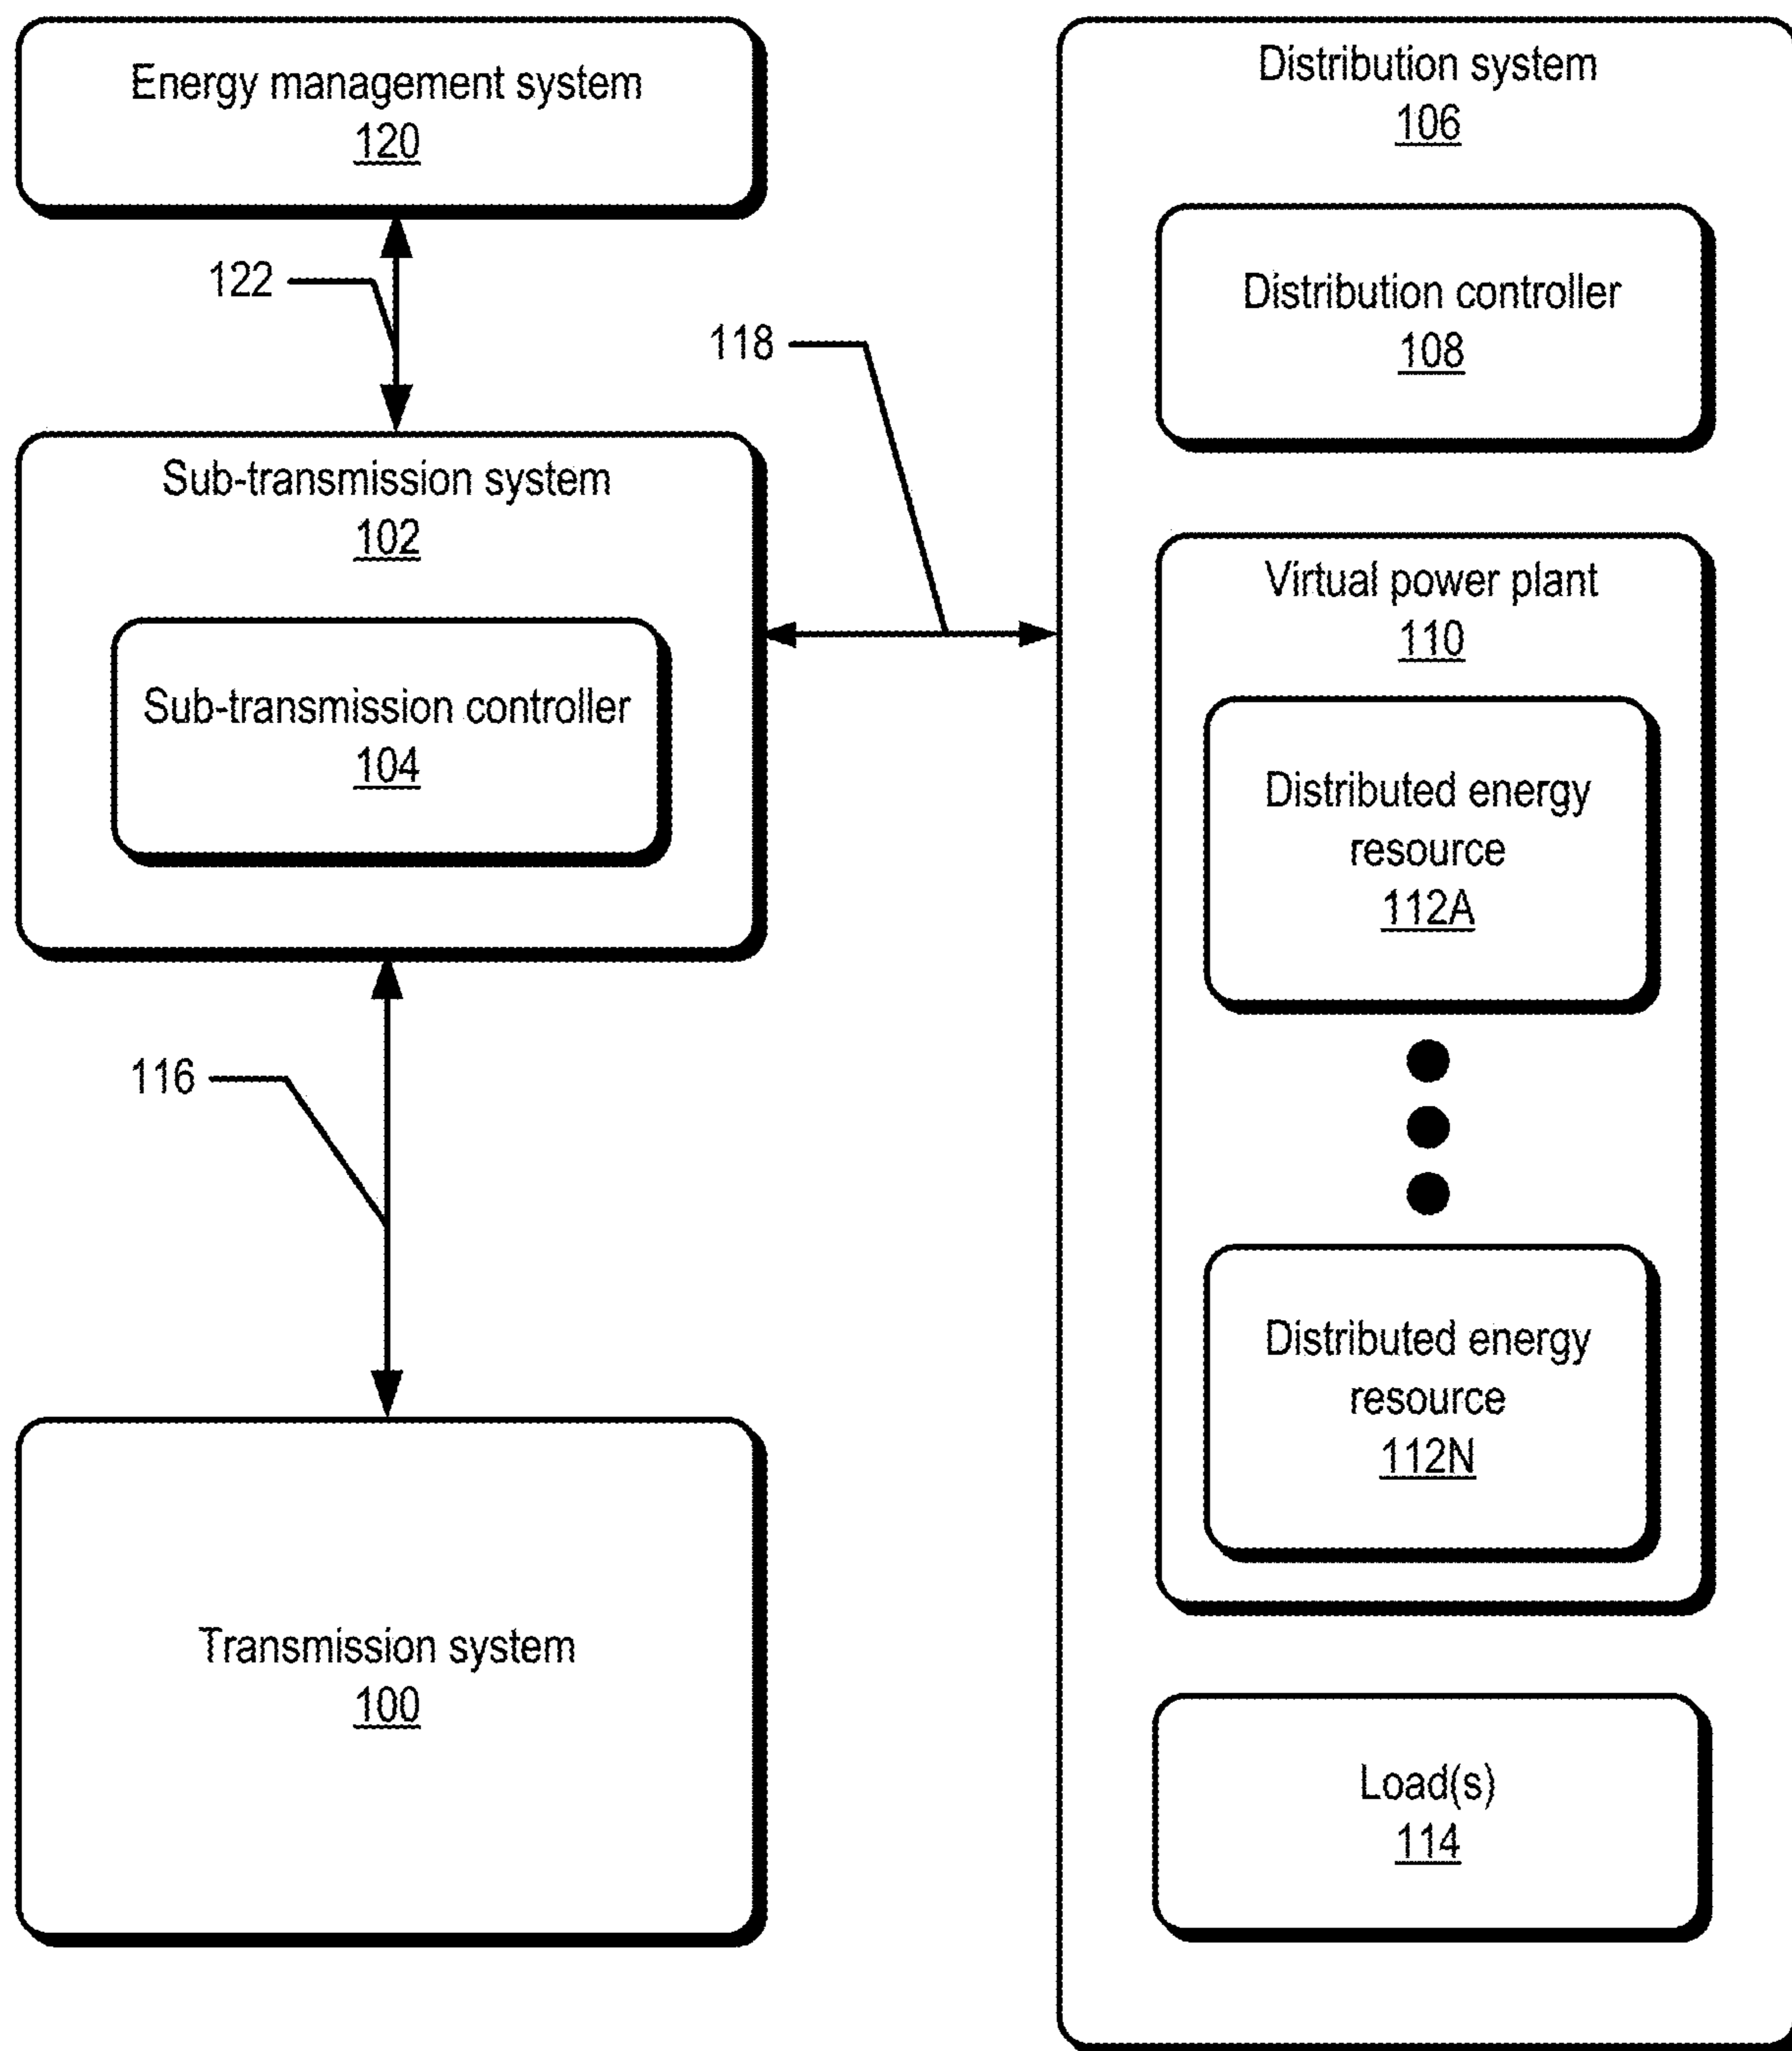 Energy management system
120
122
Sub-transmission system
102
Sub-transmission controller
104
116
Transmission system
100
118
Distribution system
106
Distribution controller
108
Virtual power plant
110
Distributed energy
resource
112A
Distributed energy
resource
112N
Load(s)
114